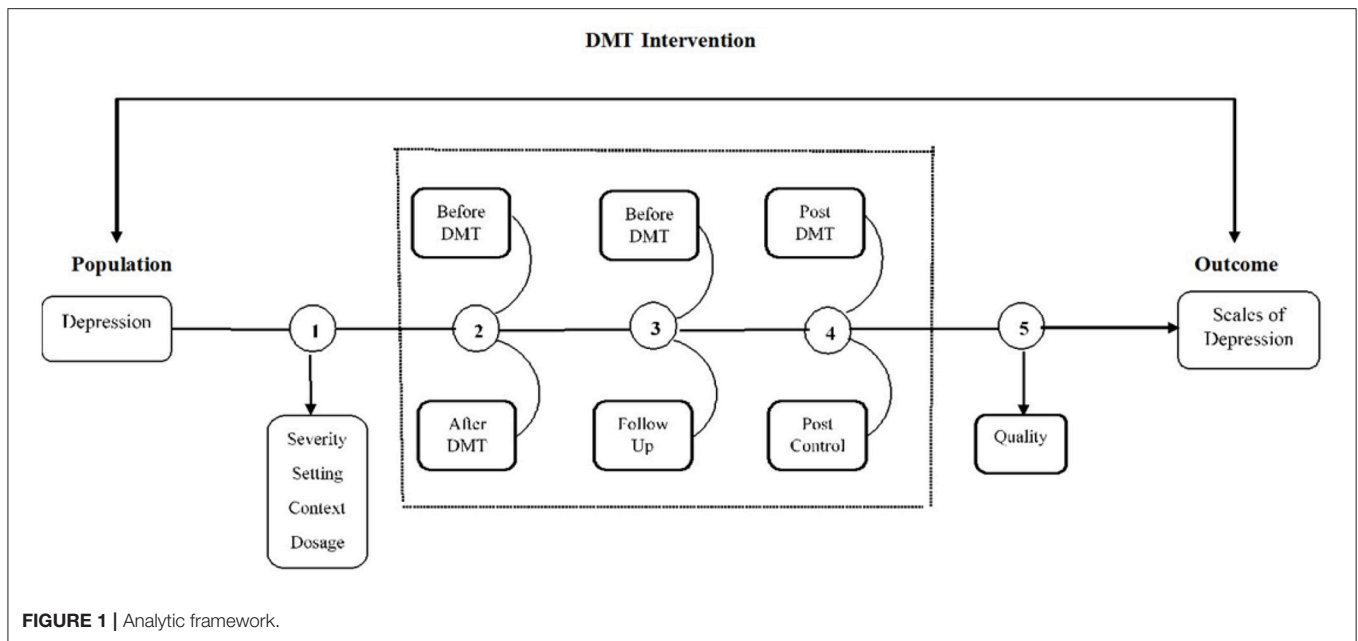 DMT Intervention
Population
Depression
1
Severity
Setting
Context
Dosage
Before
DMT
2
After
DMT
Before
DMT
3
Follow
Up
Post
DMT
4
Post
Control
5
Quality
Outcome
Scales of
Depression
FIGURE 1 | Analytic framework.